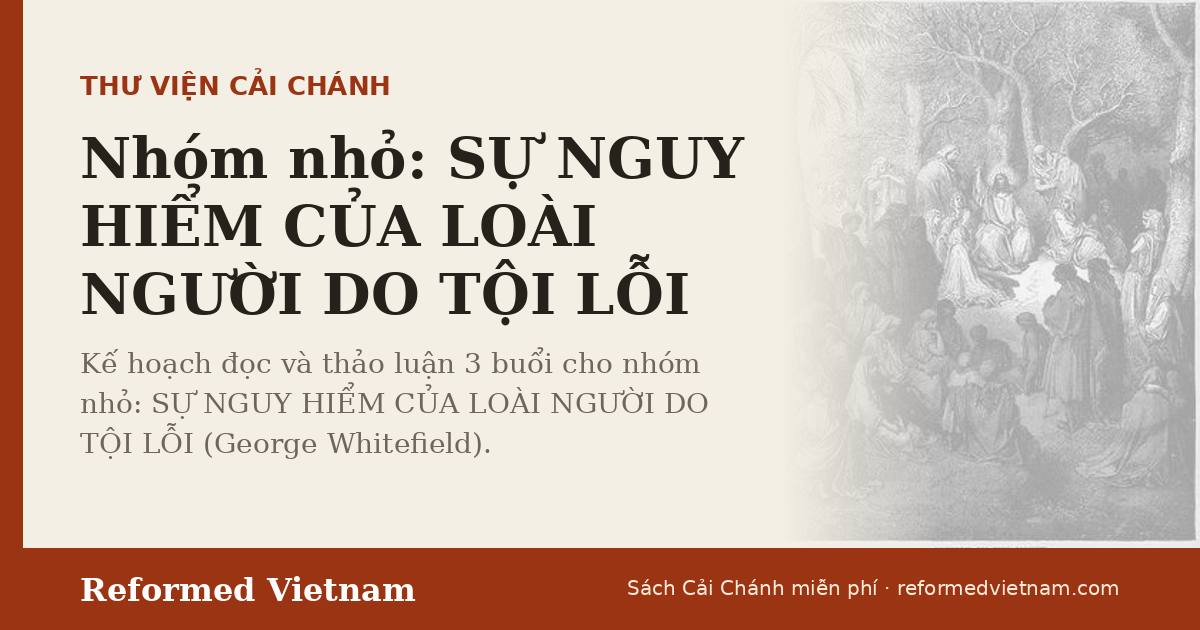 THƯ VIỆN CẢI CHÁNH
Nhóm nhỏ: SỰ NGUY
HIỂM CỦA LOÀI
NGƯỜI DO TỘI LỖI
Kế hoạch đọc và thảo luận 3 buổi cho nhóm
nhỏ: SỰ NGUY HIỂM CỦA LOÀI NGƯỜI DO
TỘI LỖI (George Whitefield).
Reformed Vietnam
Sách Cải Chánh miễn phí · reformedvietnam.com